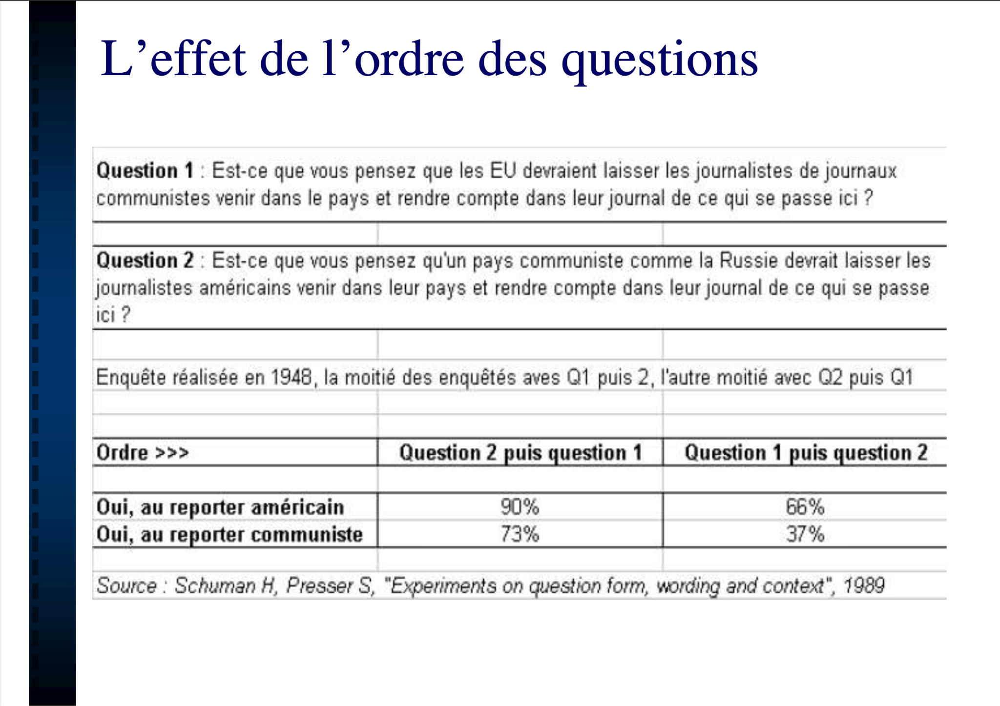 L’effet de l’ordre des questions
Question 1 : Est-ce que vous pensez que les EU devraient laisser les journalistes de journaux
communistes venir dans le pays et rendre compte dans leur journal de ce qui se passe ici ?
Question 2 : Est-ce que vous pensez qu'un pays communiste comme la Russie devrait laisser les
journalistes américains venir dans leur pays et rendre compte dans leur journal de ce qui se passe
ici ?
Enquête réalisée en 1948, la moitié des enquêtés aves Q1 puis 2, l'autre moitié avec Q2 puis Q1
Ordre >>> Question 2 puis question 1 Question 1 puis question 2
Oui, au reporter américain 90% 66%
Oui, au reporter communiste 73% 37%
Source : Schuman H, Presser S, "Experiments on question form, wording and context", 1989